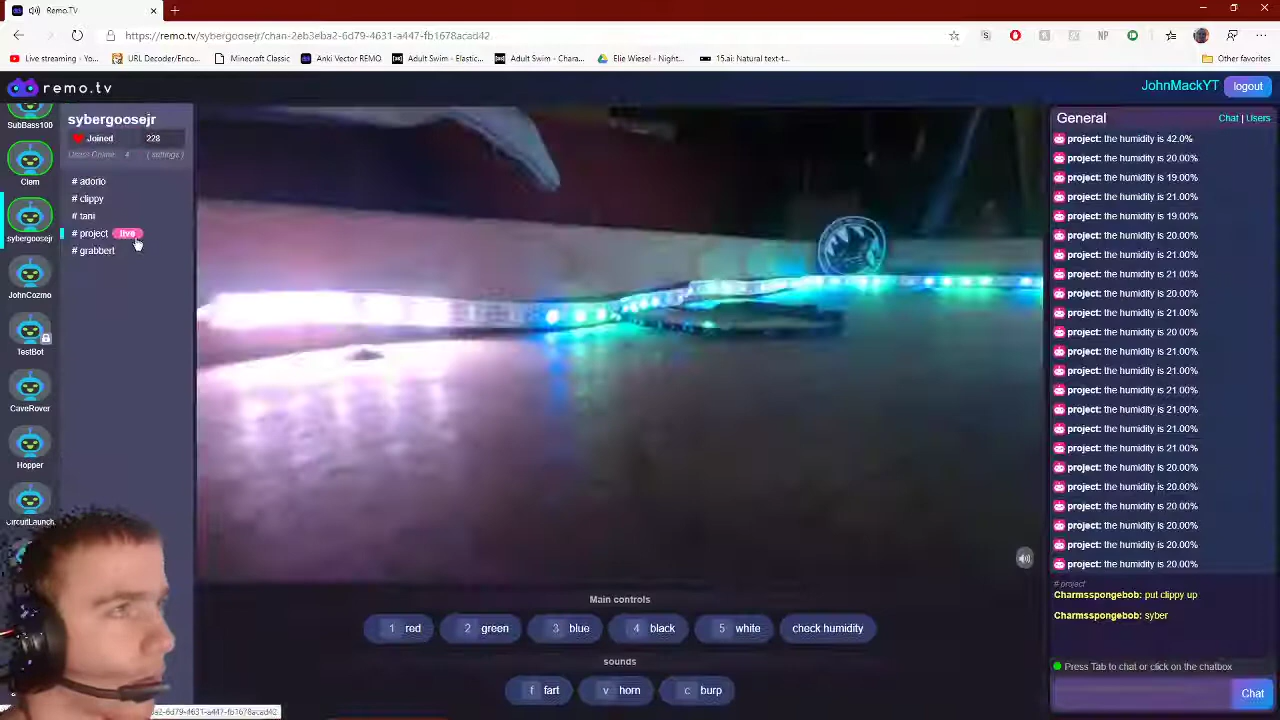 Remo.TV
https://remo.tv/sybergoosejr/chan-2eb3eba2-6d79-4631-a447-fb1678acad42
NP
Live streaming - Yo...
URL Decoder/Enco...
Minecraft Classic
Anki Vector REMO
Adult Swim - Elastic...
Adult Swim - Chara...
Elie Wiesel - Night...
15.ai: Natural text-t...
Other favorites
remo.tv
JohnMackYT
logout
SubBass100
Clem
sybergoosejr
JohnCozmo
TestBot
CaveRover
Hopper
CircuitLaunch
sybergoosejr
Joined 228
Users Online: 4 ( settings )
# adorio
# clippy
# tani
# project live
# grabbert
Main controls
1 red
2 green
3 blue
4 black
5 white
check humidity
sounds
f fart
v horn
c burp
General
Chat | Users
project: the humidity is 42.0%
project: the humidity is 20.00%
project: the humidity is 19.00%
project: the humidity is 21.00%
project: the humidity is 19.00%
project: the humidity is 20.00%
project: the humidity is 21.00%
project: the humidity is 21.00%
project: the humidity is 20.00%
project: the humidity is 21.00%
project: the humidity is 20.00%
project: the humidity is 21.00%
project: the humidity is 21.00%
project: the humidity is 21.00%
project: the humidity is 21.00%
project: the humidity is 21.00%
project: the humidity is 21.00%
project: the humidity is 20.00%
project: the humidity is 20.00%
project: the humidity is 20.00%
project: the humidity is 20.00%
project: the humidity is 20.00%
project: the humidity is 20.00%
# project
Charmsspongebob: put clippy up
Charmsspongebob: syber
Press Tab to chat or click on the chatbox
Chat
a2-6d79-4631-a447-fb1678acad42